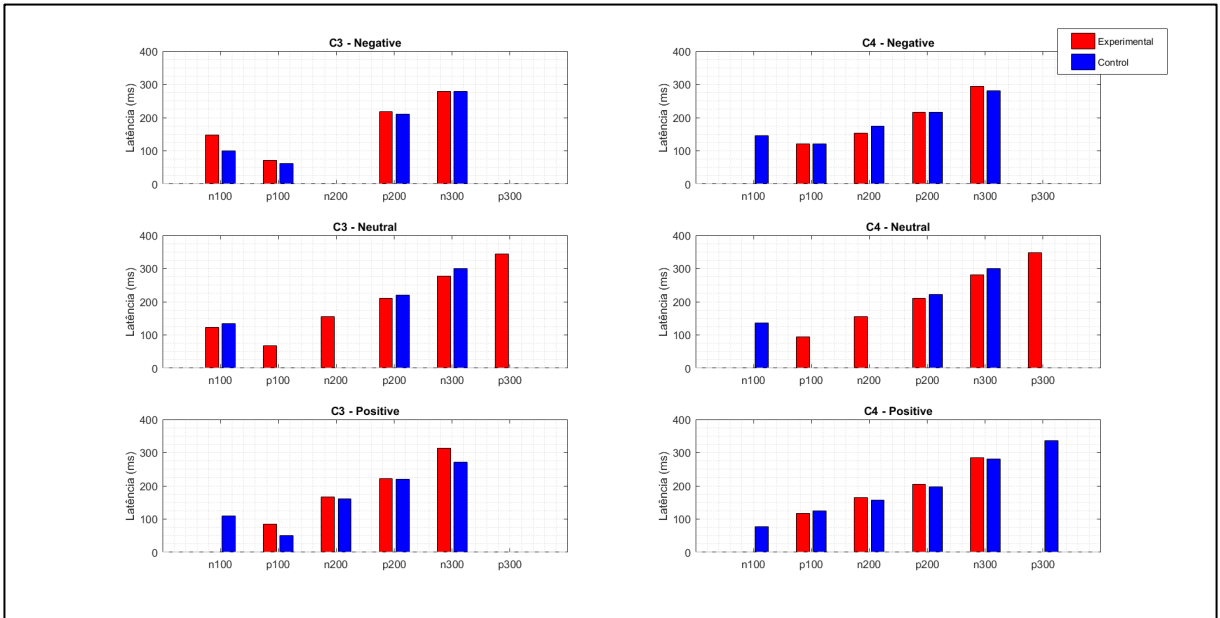 C3 - Negative
Latência (ms)
400
300
200
100
0
n100 p100 n200 p200 n300 p300
C4 - Negative
Latência (ms)
400
300
200
100
0
n100 p100 n200 p200 n300 p300
Experimental
Control
C3 - Neutral
Latência (ms)
400
300
200
100
0
n100 p100 n200 p200 n300 p300
C4 - Neutral
Latência (ms)
400
300
200
100
0
n100 p100 n200 p200 n300 p300
C3 - Positive
Latência (ms)
400
300
200
100
0
n100 p100 n200 p200 n300 p300
C4 - Positive
Latência (ms)
400
300
200
100
0
n100 p100 n200 p200 n300 p300